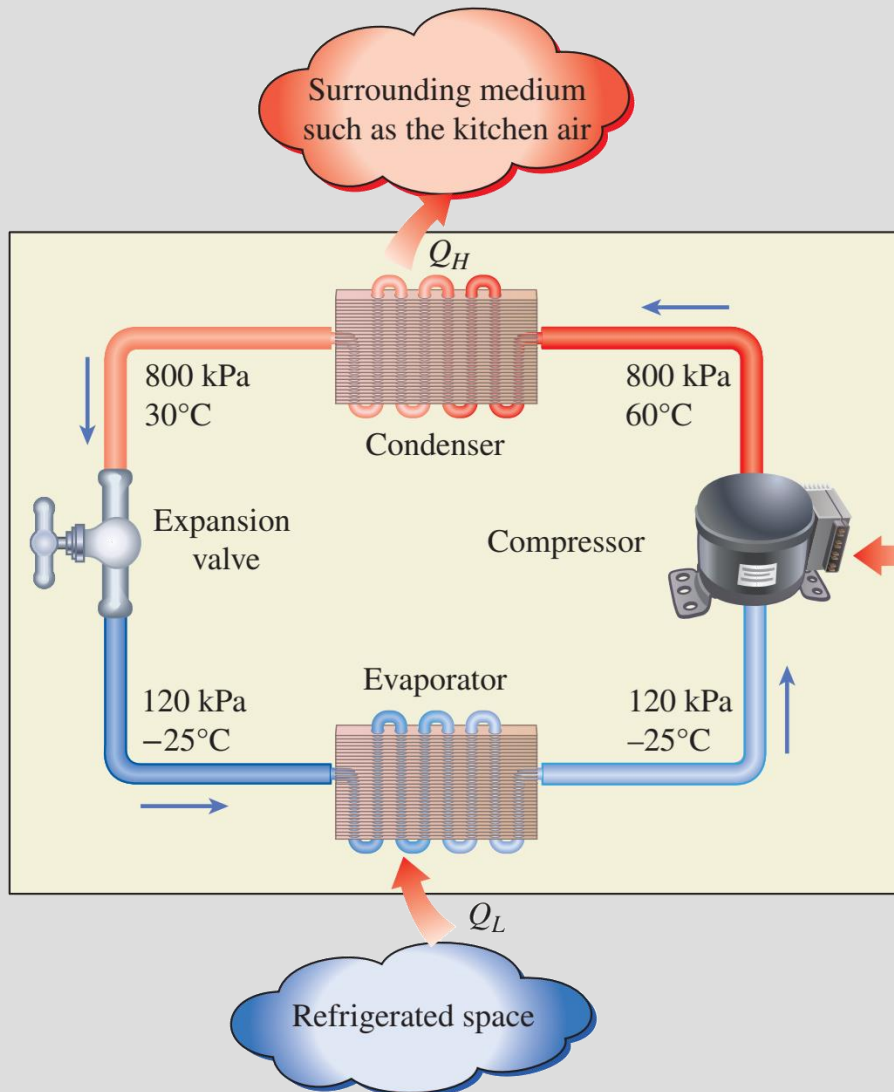 Surrounding medium
such as the kitchen air
Q_H
800 kPa
30°C
800 kPa
60°C
Condenser
Expansion
valve
Compressor
Evaporator
120 kPa
−25°C
120 kPa
–25°C
Q_L
Refrigerated space